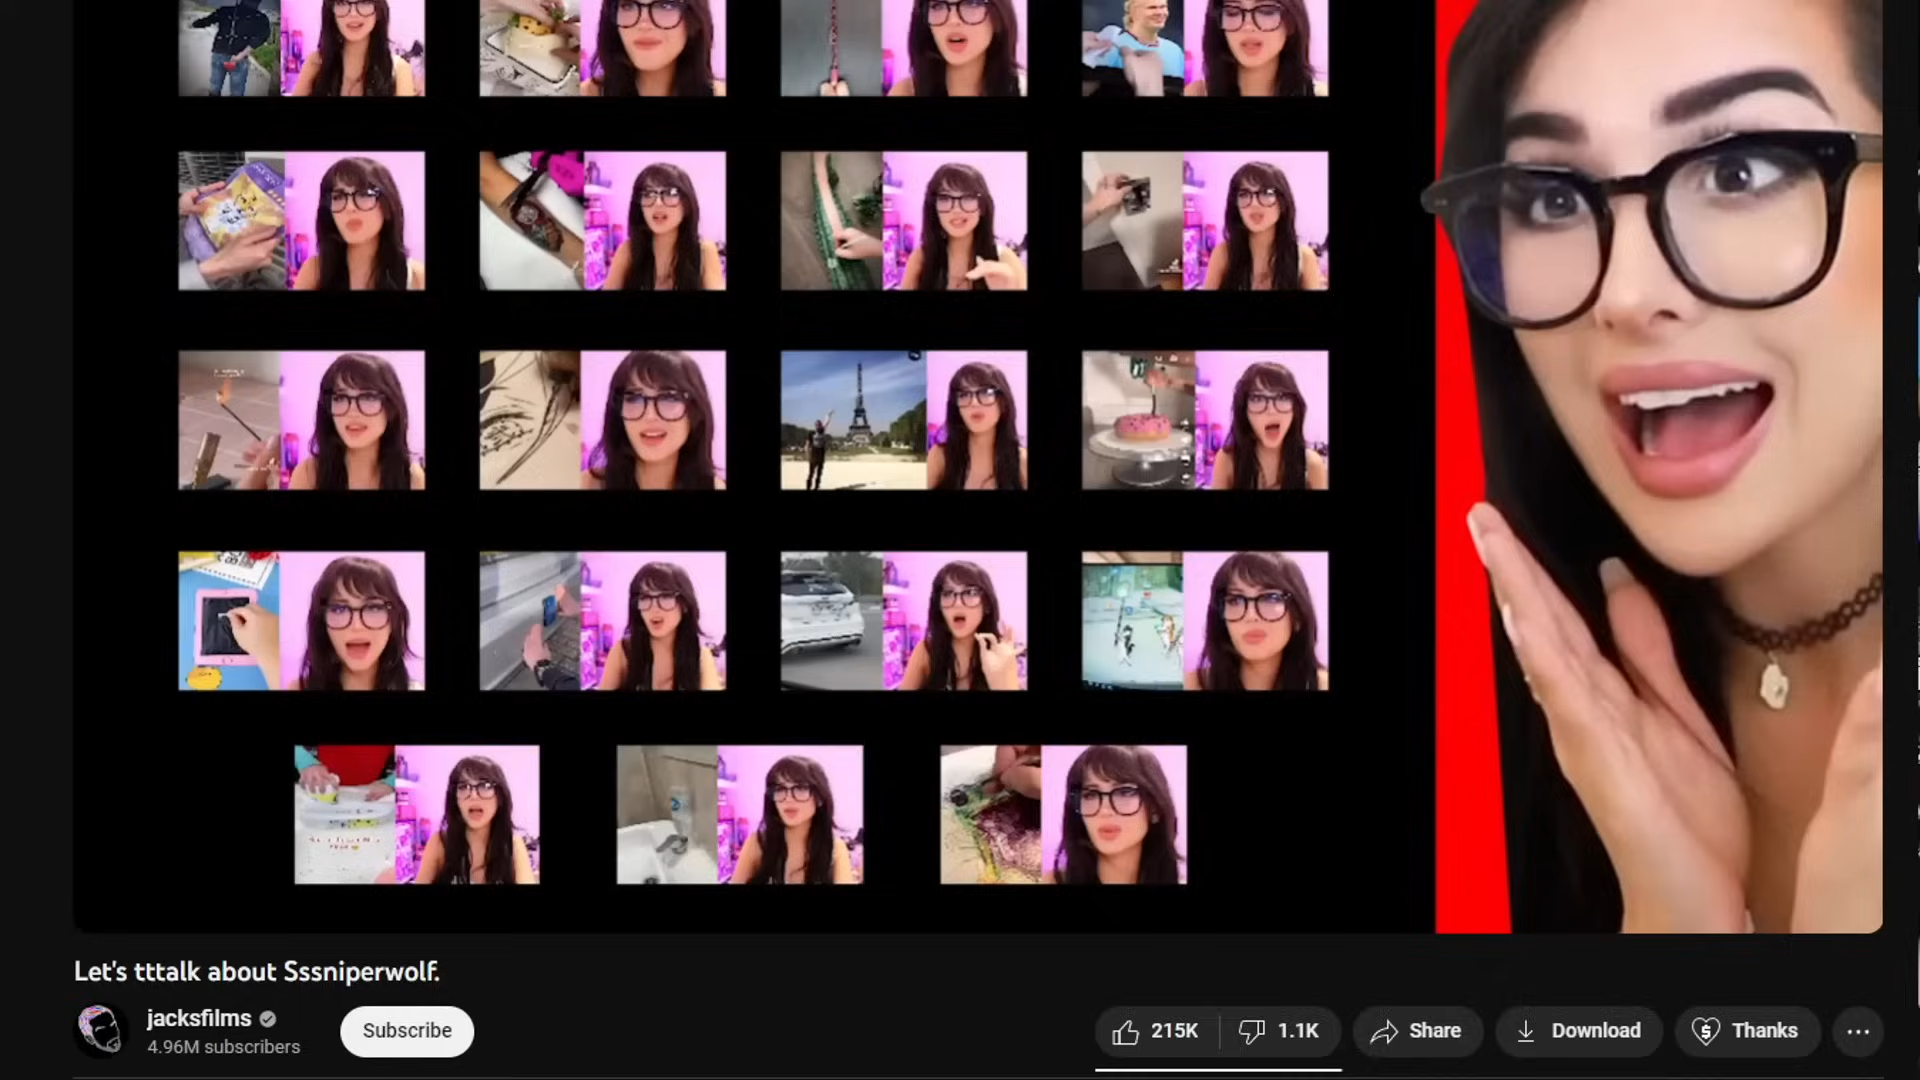 Let's tttalk about Sssniperwolf.
jacksfilms
4.96M subscribers
Subscribe
215K
1.1K
Share
Download
Thanks